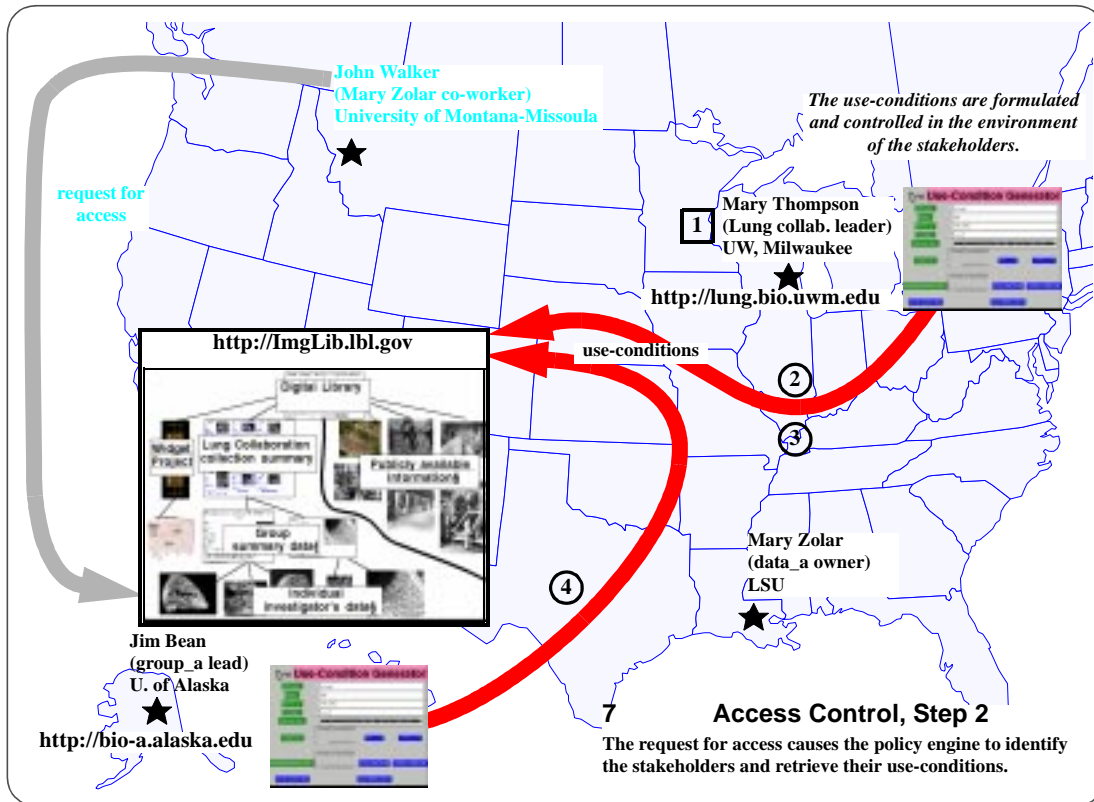 John Walker
(Mary Zolar co-worker)
University of Montana-Missoula
The use-conditions are formulated
and controlled in the environment
of the stakeholders.
request for
access
1
Mary Thompson
(Lung collab. leader)
UW, Milwaukee
http://lung.bio.uwm.edu
Use-Condition Generator
http://ImgLib.lbl.gov
use-conditions
Digital Library
Widget
Project
Lung Collaboration
collection summary
Publicly available
informations
Group
summary data
Individual
investigator's data
2
3
4
Mary Zolar
(data_a owner)
LSU
Jim Bean
(group_a lead)
U. of Alaska
http://bio-a.alaska.edu
Use-Condition Generator
7 Access Control, Step 2
The request for access causes the policy engine to identify
the stakeholders and retrieve their use-conditions.